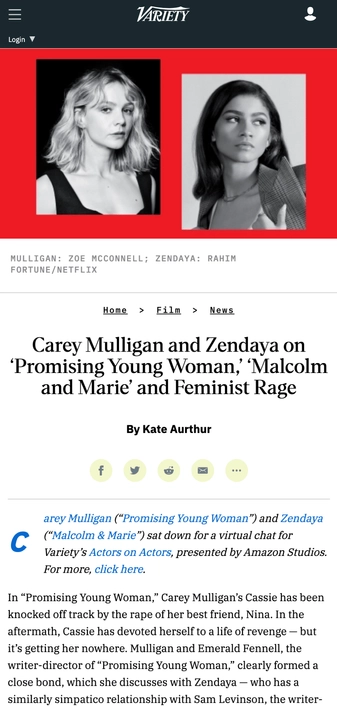 VARIETY
Login ▼
MULLIGAN: ZOE MCCONNELL; ZENDAYA: RAHIM
FORTUNE/NETFLIX
Home > Film > News
Carey Mulligan and Zendaya on
‘Promising Young Woman,’ ‘Malcolm
and Marie’ and Feminist Rage
By Kate Aurthur
Carey Mulligan (“Promising Young Woman”) and Zendaya
(“Malcolm & Marie”) sat down for a virtual chat for
Variety’s Actors on Actors, presented by Amazon Studios.
For more, click here.
In “Promising Young Woman,” Carey Mulligan’s Cassie has been
knocked off track by the rape of her best friend, Nina. In the
aftermath, Cassie has devoted herself to a life of revenge — but
it’s getting her nowhere. Mulligan and Emerald Fennell, the
writer-director of “Promising Young Woman,” clearly formed a
close bond, which she discusses with Zendaya — who has a
similarly simpatico relationship with Sam Levinson, the writer-